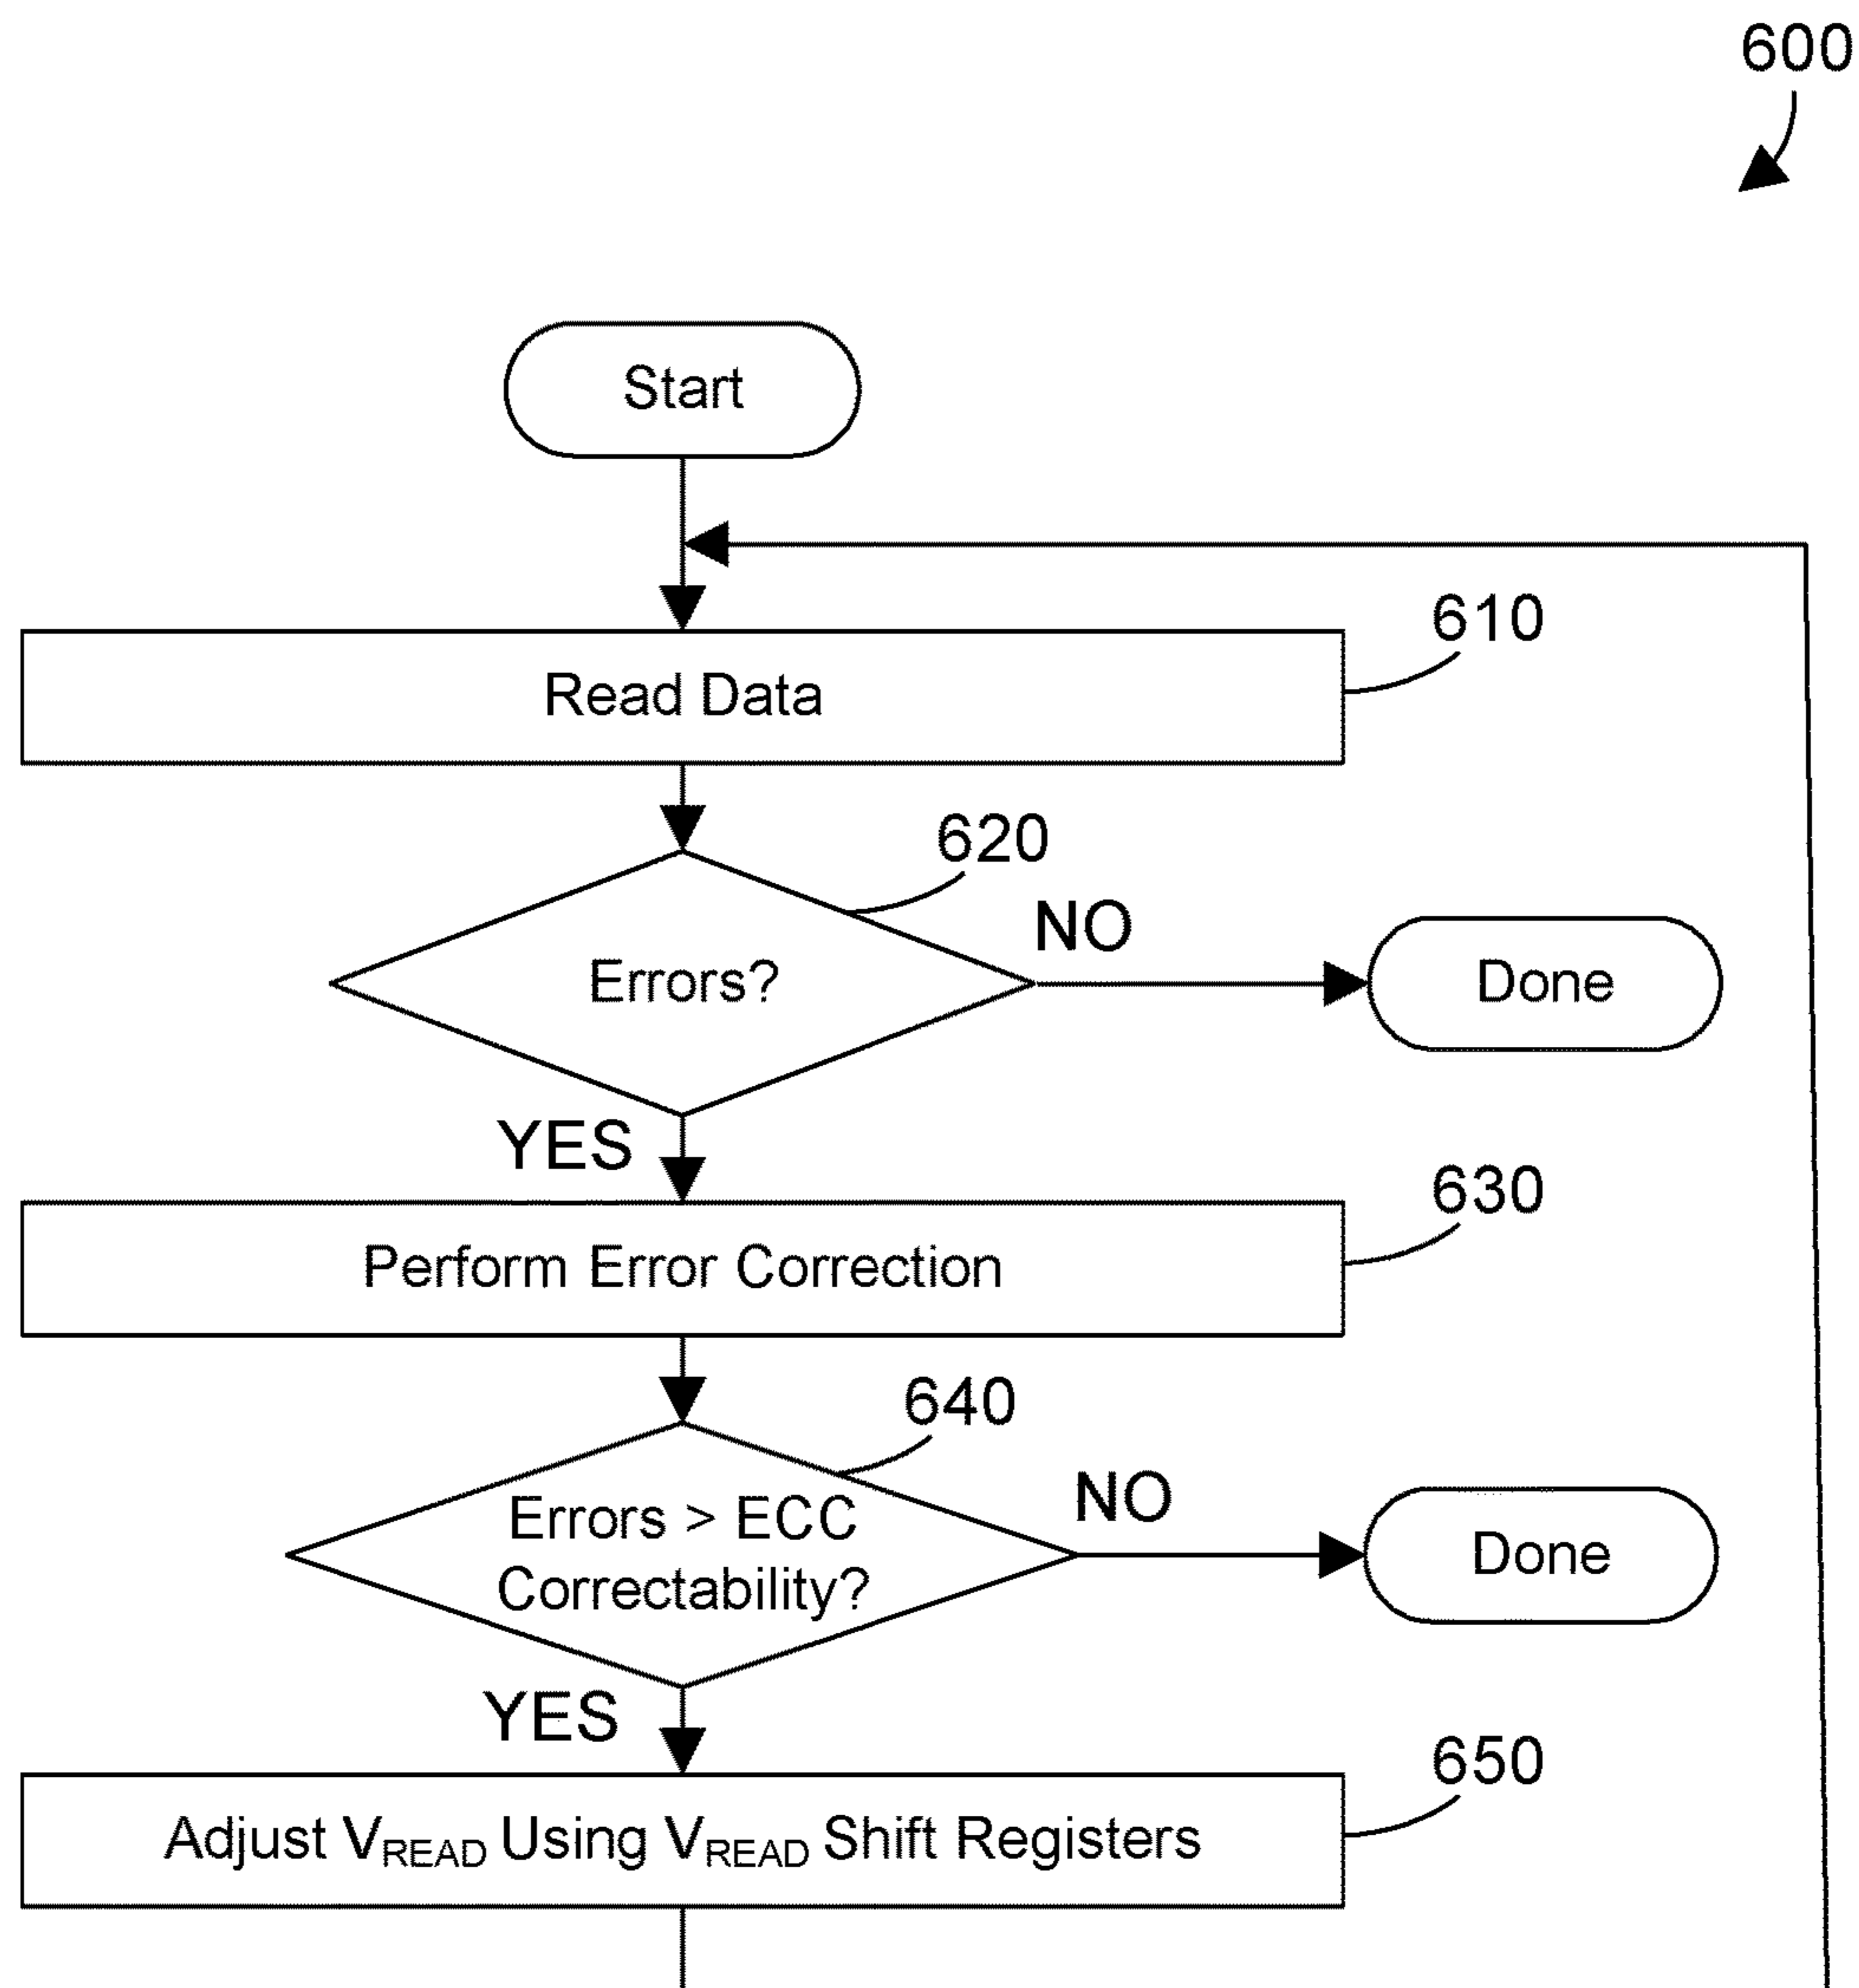 600
Start
610
Read Data
620
NO
Errors?
Done
YES
630
Perform Error Correction
640
NO
Errors > ECC
Correctability?
Done
YES
650
Adjust VREAD Using VREAD Shift Registers